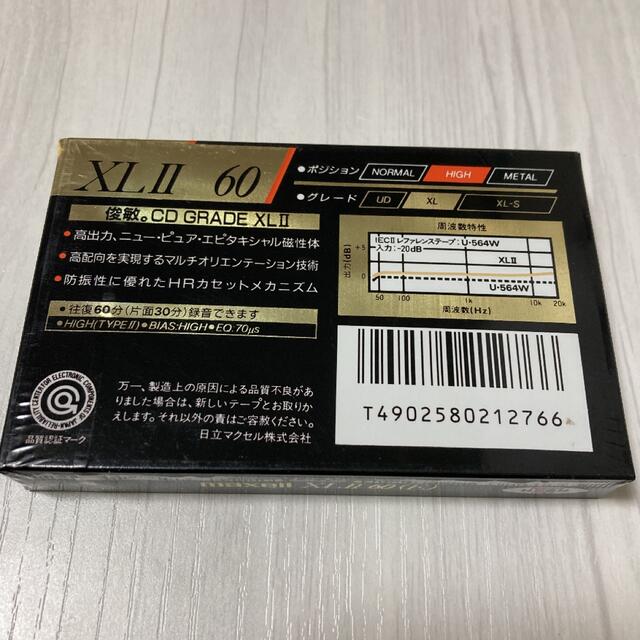 XLⅡ 60
●ポジション NORMAL HIGH METAL
●グレード UD XL XL-S
俊敏。CD GRADE XLⅡ
●高出力、ニュー・ピュア・エピタキシャル磁性体
●高配向を実現するマルチオリエンテーション技術
●防振性に優れたHRカセットメカニズム
●往復60分(片面30分)録音できます
●HIGH(TYPEⅡ)●BIAS:HIGH●EQ:70μs
周波数特性
IECⅡレファレンステープ:U-564W
入力:-20dB
XLⅡ
U-564W
出力(dB)
+5
0
50 100 1k 10k 20k
周波数(Hz)
T4902580212766
万一、製造上の原因による品質不良があ
りました場合は、新しいテープとお取りか
えします。それ以外の責はご容赦ください。
日立マクセル株式会社
品質認証マーク
maxell XLⅡ 60